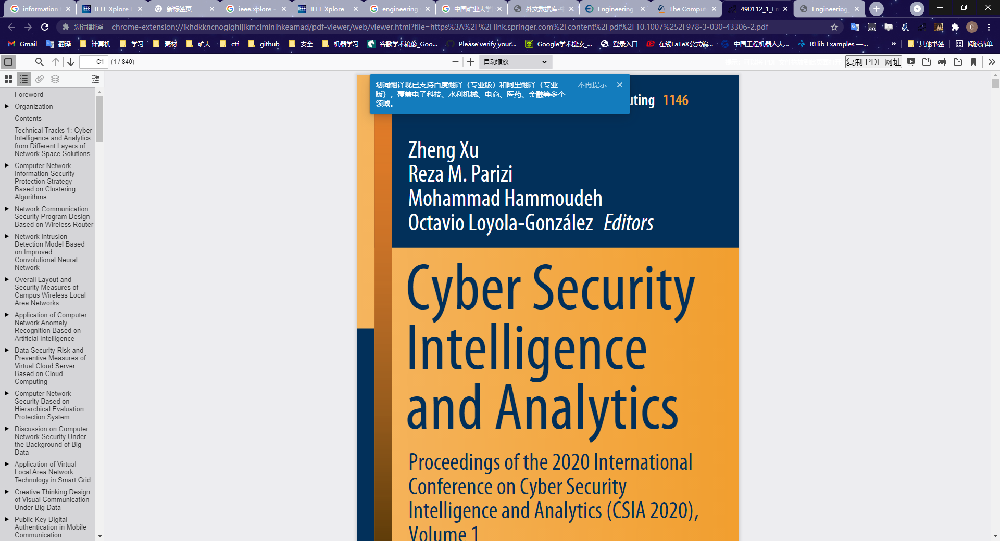 information
IEEE Xplore F
新标签页
ieee xplore -
IEEE Xplore
engineering
中国矿业大学
外文数据库-中
Engineering
The Comput
490112_1_En
Engineering
划词翻译
chrome-extension://ikhdkkncnoglghljlkmcimlnlhkeamad/pdf-viewer/web/viewer.html?file=https%3A%2F%2Flink.springer.com%2Fcontent%2Fpdf%2F10.1007%252F978-3-030-43306-2.pdf
C
Gmail
翻译
计算机
学习
素材
矿大
ctf
github
安全
机器学习
谷歌学术镜像_Goo...
Please verify your...
Google学术搜索_...
登录入口
在线LaTeX公式编...
中国工程机器人大...
RLlib Examples —...
»
其他书签
阅读清单
C1
(1 / 840)
自动缩放
复制 PDF 网址
划词翻译现已支持百度翻译（专业版）和阿里翻译（专业
版），覆盖电子科技、水利机械、电商、医药、金融等多个
领域。
不再提示
Foreword
Organization
Contents
Technical Tracks 1: Cyber
Intelligence and Analytics
from Different Layers of
Network Space Solutions
Computer Network
Information Security
Protection Strategy
Based on Clustering
Algorithms
Network Communication
Security Program Design
Based on Wireless Router
Network Intrusion
Detection Model Based
on Improved
Convolutional Neural
Network
Overall Layout and
Security Measures of
Campus Wireless Local
Area Networks
Application of Computer
Network Anomaly
Recognition Based on
Artificial Intelligence
Data Security Risk and
Preventive Measures of
Virtual Cloud Server
Based on Cloud
Computing
Computer Network
Security Based on
Hierarchical Evaluation
Protection System
Discussion on Computer
Network Security Under
the Background of Big
Data
Application of Virtual
Local Area Network
Technology in Smart Grid
Creative Thinking Design
of Visual Communication
Under Big Data
Public Key Digital
Authentication in Mobile
Communication
uting 1146
Zheng Xu
Reza M. Parizi
Mohammad Hammoudeh
Octavio Loyola-González Editors
Cyber Security
Intelligence
and Analytics
Proceedings of the 2020 International
Conference on Cyber Security
Intelligence and Analytics (CSIA 2020),
Volume 1